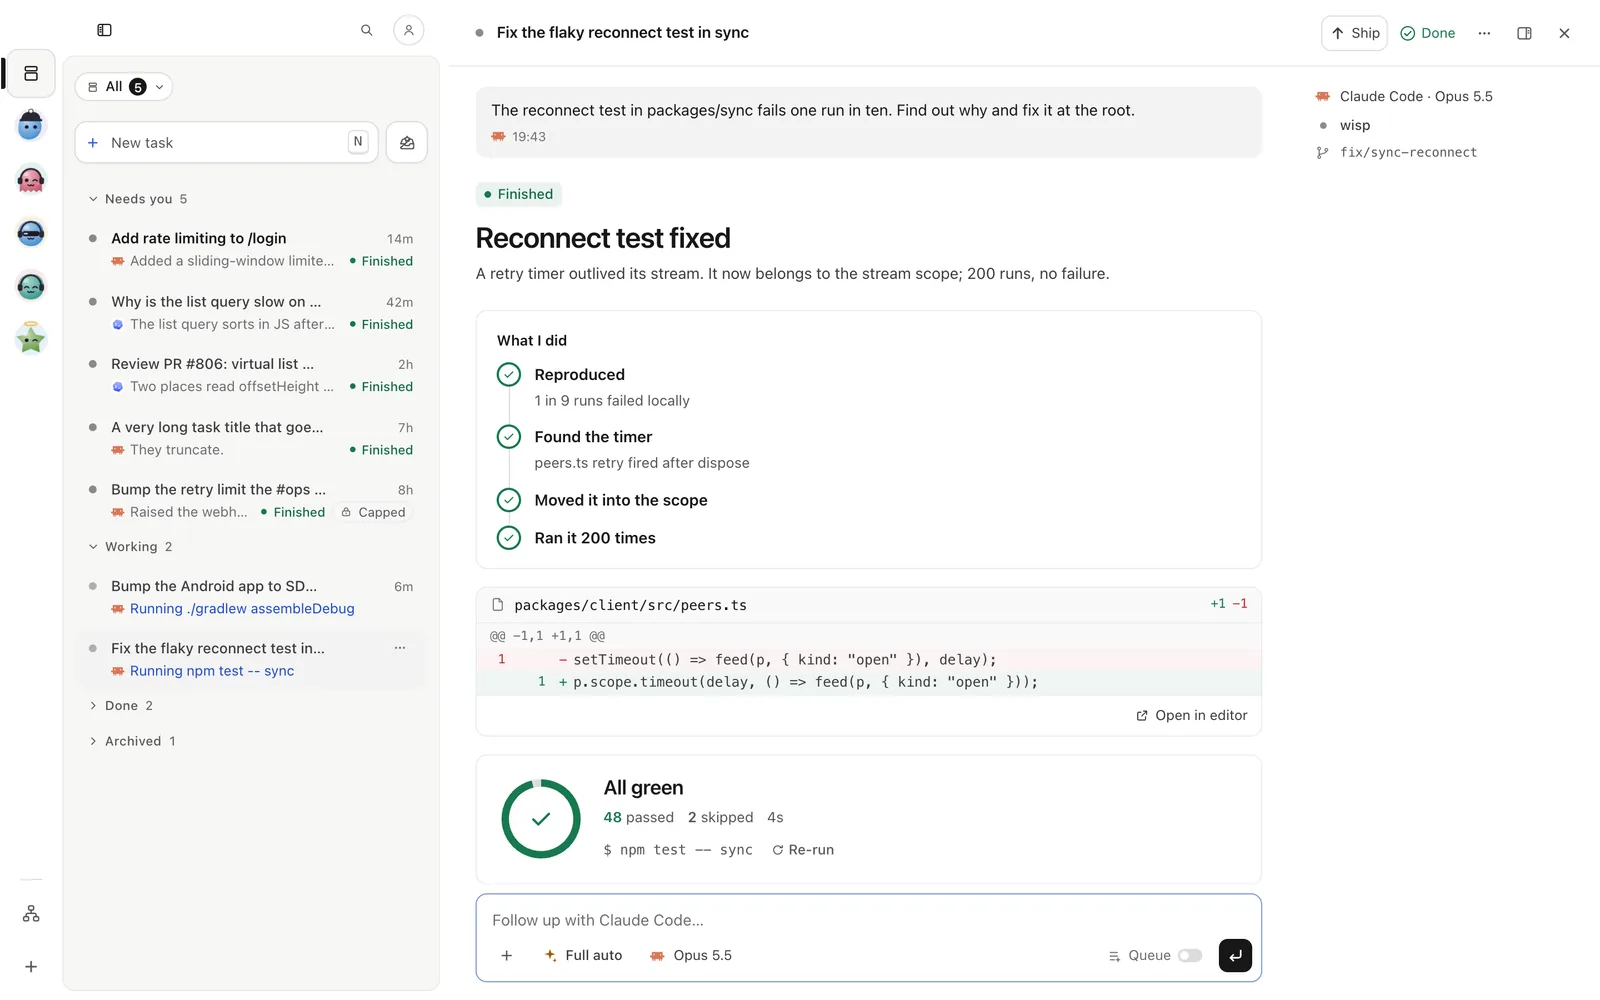 All 5
New task N
Needs you 5
Add rate limiting to /login 14m
Added a sliding-window limite... Finished
Why is the list query slow on ... 42m
The list query sorts in JS after... Finished
Review PR #806: virtual list ... 2h
Two places read offsetHeight ... Finished
A very long task title that goe... 7h
They truncate. Finished
Bump the retry limit the #ops ... 8h
Raised the webh... Finished Capped
Working 2
Bump the Android app to SD... 6m
Running ./gradlew assembleDebug
Fix the flaky reconnect test in... ...
Running npm test -- sync
Done 2
Archived 1
Fix the flaky reconnect test in sync
Ship Done ...
The reconnect test in packages/sync fails one run in ten. Find out why and fix it at the root.
19:43
Finished
Reconnect test fixed
A retry timer outlived its stream. It now belongs to the stream scope; 200 runs, no failure.
What I did
Reproduced
1 in 9 runs failed locally
Found the timer
peers.ts retry fired after dispose
Moved it into the scope
Ran it 200 times
packages/client/src/peers.ts +1 −1
@@ −1,1 +1,1 @@
1 − setTimeout(() => feed(p, { kind: "open" }), delay);
1 + p.scope.timeout(delay, () => feed(p, { kind: "open" }));
Open in editor
All green
48 passed 2 skipped 4s
$ npm test −− sync Re-run
Follow up with Claude Code...
+ Full auto Opus 5.5 Queue
Claude Code · Opus 5.5
wisp
fix/sync-reconnect